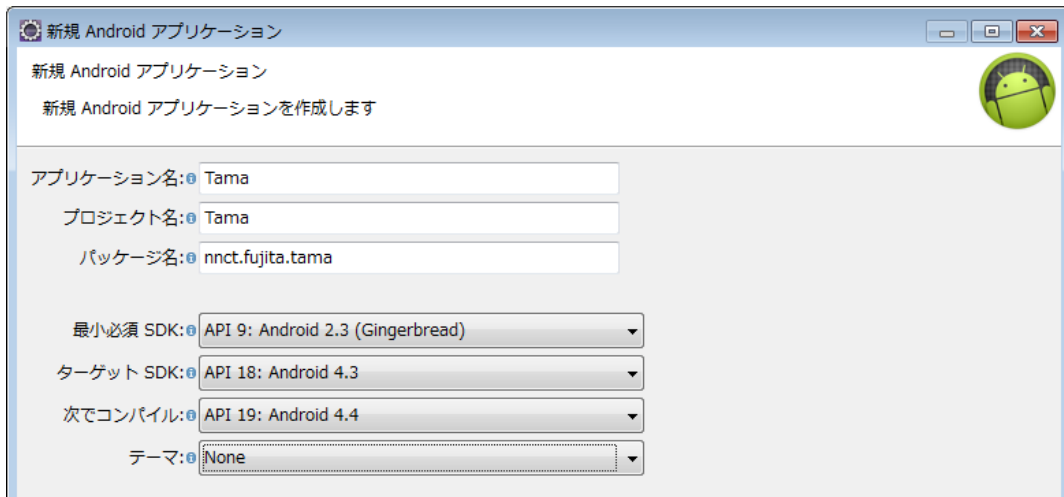 新規 Android アプリケーション
新規 Android アプリケーション
新規 Android アプリケーションを作成します
アプリケーション名: Tama
プロジェクト名: Tama
パッケージ名: nnct.fujita.tama
最小必須 SDK: API 9: Android 2.3 (Gingerbread)
ターゲット SDK: API 18: Android 4.3
次でコンパイル: API 19: Android 4.4
テーマ: None